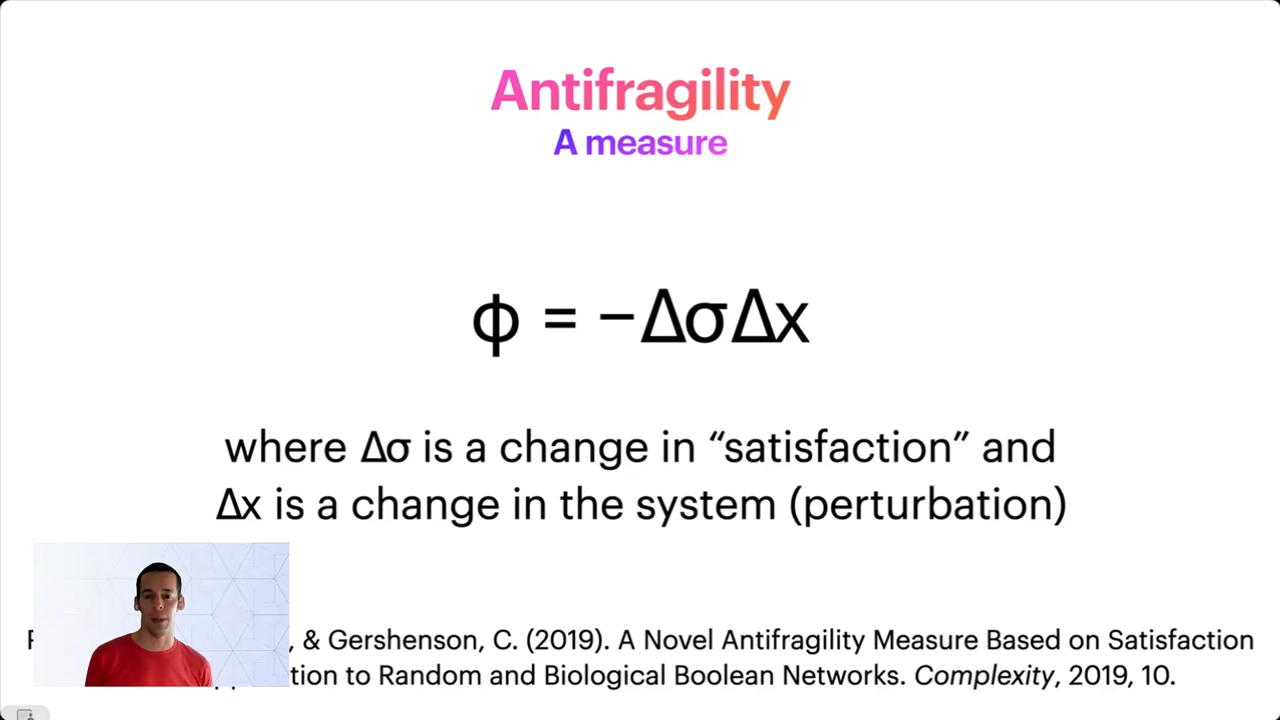 Antifragility
A measure
φ = −ΔσΔx
where Δσ is a change in “satisfaction” and
Δx is a change in the system (perturbation)
, & Gershenson, C. (2019). A Novel Antifragility Measure Based on Satisfaction
tion to Random and Biological Boolean Networks. Complexity, 2019, 10.